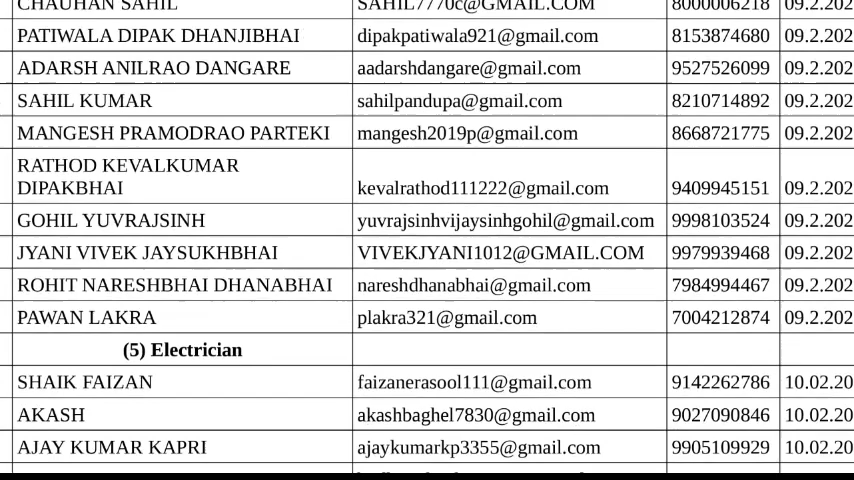 CHAUHAN SAHIL SAHIL7770c@GMAIL.COM 8000006218 09.2.202
PATIWALA DIPAK DHANJIBHAI dipakpatiwala921@gmail.com 8153874680 09.2.202
ADARSH ANILRAO DANGARE aadarshdangare@gmail.com 9527526099 09.2.202
SAHIL KUMAR sahilpandupa@gmail.com 8210714892 09.2.202
MANGESH PRAMODRAO PARTEKI mangesh2019p@gmail.com 8668721775 09.2.202
RATHOD KEVALKUMAR
DIPAKBHAI kevalrathod111222@gmail.com 9409945151 09.2.202
GOHIL YUVRAJSINH yuvrajsinhvijaysinhgohil@gmail.com 9998103524 09.2.202
JYANI VIVEK JAYSUKHBHAI VIVEKJYANI1012@GMAIL.COM 9979939468 09.2.202
ROHIT NARESHBHAI DHANABHAI nareshdhanabhai@gmail.com 7984994467 09.2.202
PAWAN LAKRA plakra321@gmail.com 7004212874 09.2.202
(5) Electrician
SHAIK FAIZAN faizanerasool111@gmail.com 9142262786 10.02.20
AKASH akashbaghel7830@gmail.com 9027090846 10.02.20
AJAY KUMAR KAPRI ajaykumarkp3355@gmail.com 9905109929 10.02.20